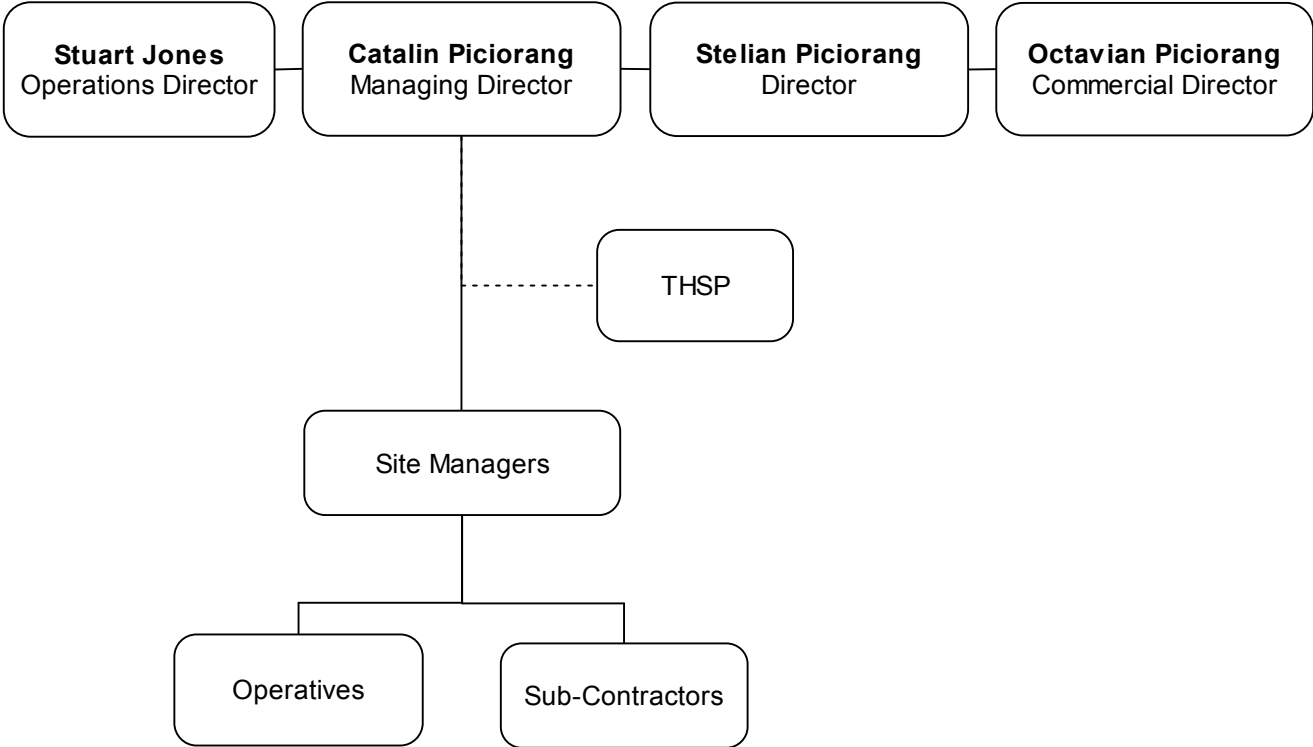 Stuart Jones
Operations Director
Catalin Piciorang
Managing Director
Stelian Piciorang
Director
Octavian Piciorang
Commercial Director
THSP
Site Managers
Operatives
Sub-Contractors